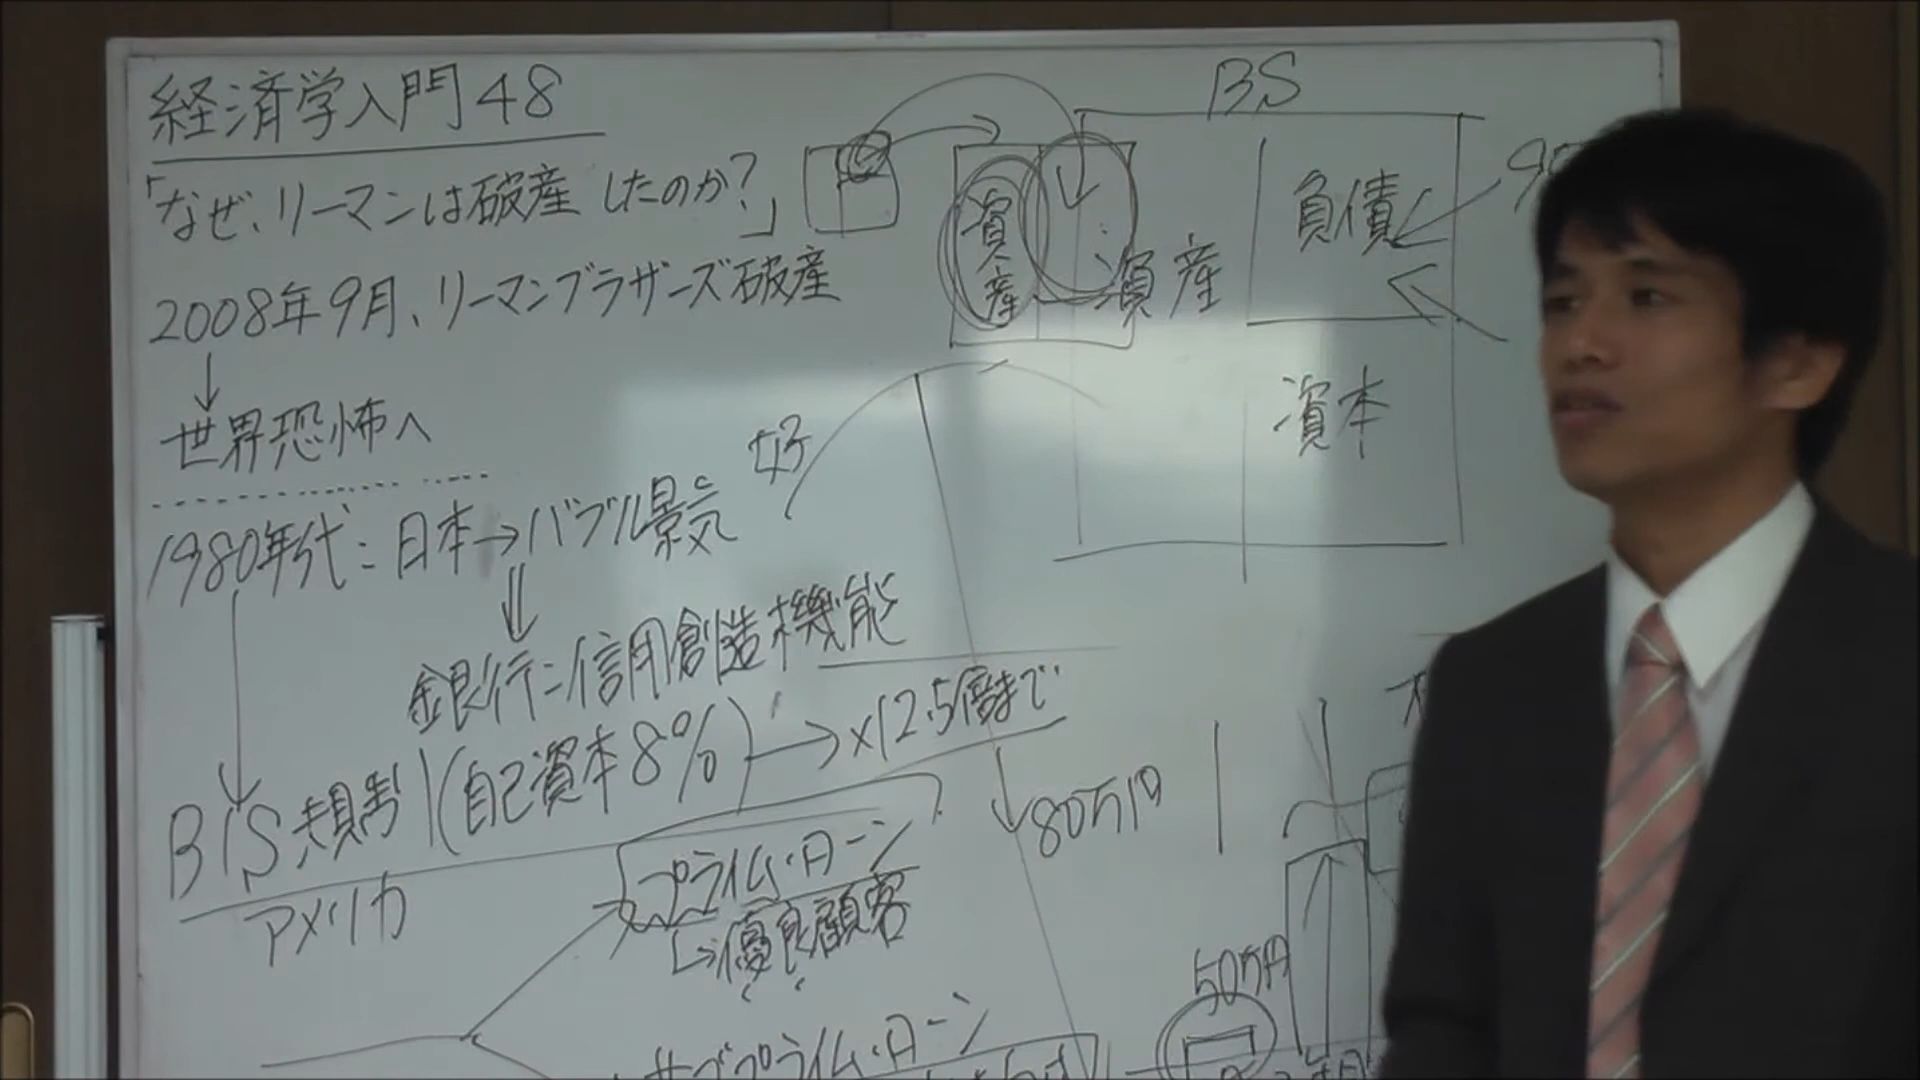 経済学入門48
「なぜ、リーマンは破産したのか?」
2008年9月、リーマンブラザーズ破産
↓
世界恐怖へ
1980年代:日本→バブル景気
好
銀行:信用創造機能
BIS規制(自己資本8%)→×12.5倍まで
アメリカ
プライム・ローン
↳優良顧客
サブプライム・ローン
BS
資産
資産
負債
資本
80万円
50万円